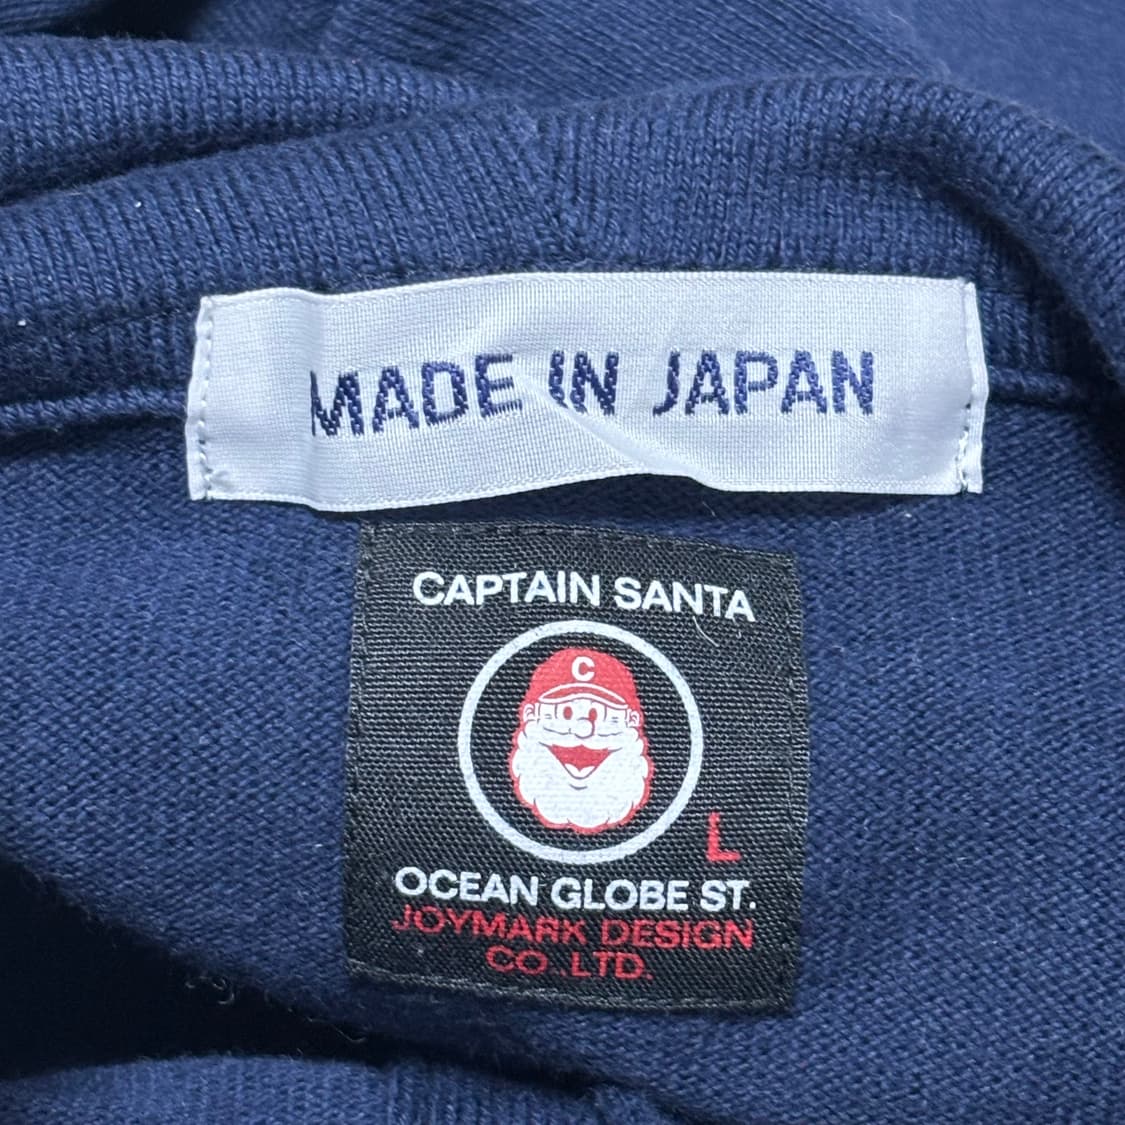 MADE IN JAPAN
CAPTAIN SANTA
C
L
OCEAN GLOBE ST.
JOYMARK DESIGN
CO.,LTD.